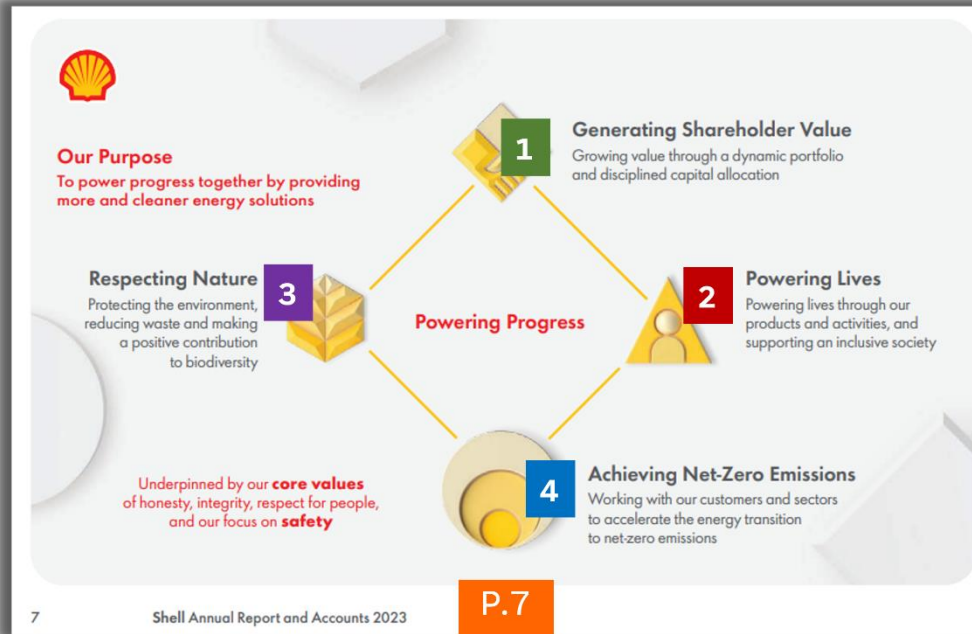 Our Purpose
To power progress together by providing
more and cleaner energy solutions
1
Generating Shareholder Value
Growing value through a dynamic portfolio
and disciplined capital allocation
Respecting Nature
Protecting the environment,
reducing waste and making
a positive contribution
to biodiversity
3
Powering Progress
2
Powering Lives
Powering lives through our
products and activities, and
supporting an inclusive society
Underpinned by our core values
of honesty, integrity, respect for people,
and our focus on safety
4
Achieving Net-Zero Emissions
Working with our customers and sectors
to accelerate the energy transition
to net-zero emissions
7
Shell Annual Report and Accounts 2023
P.7